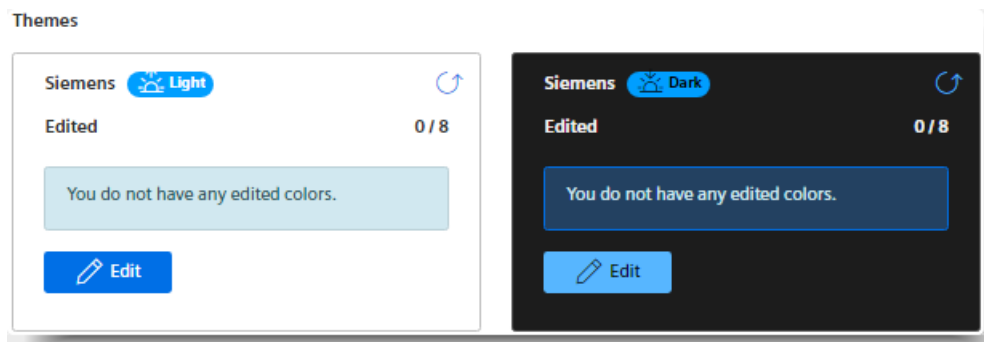 Themes
Siemens Light
Edited 0 / 8
You do not have any edited colors.
Edit
Siemens Dark
Edited 0 / 8
You do not have any edited colors.
Edit